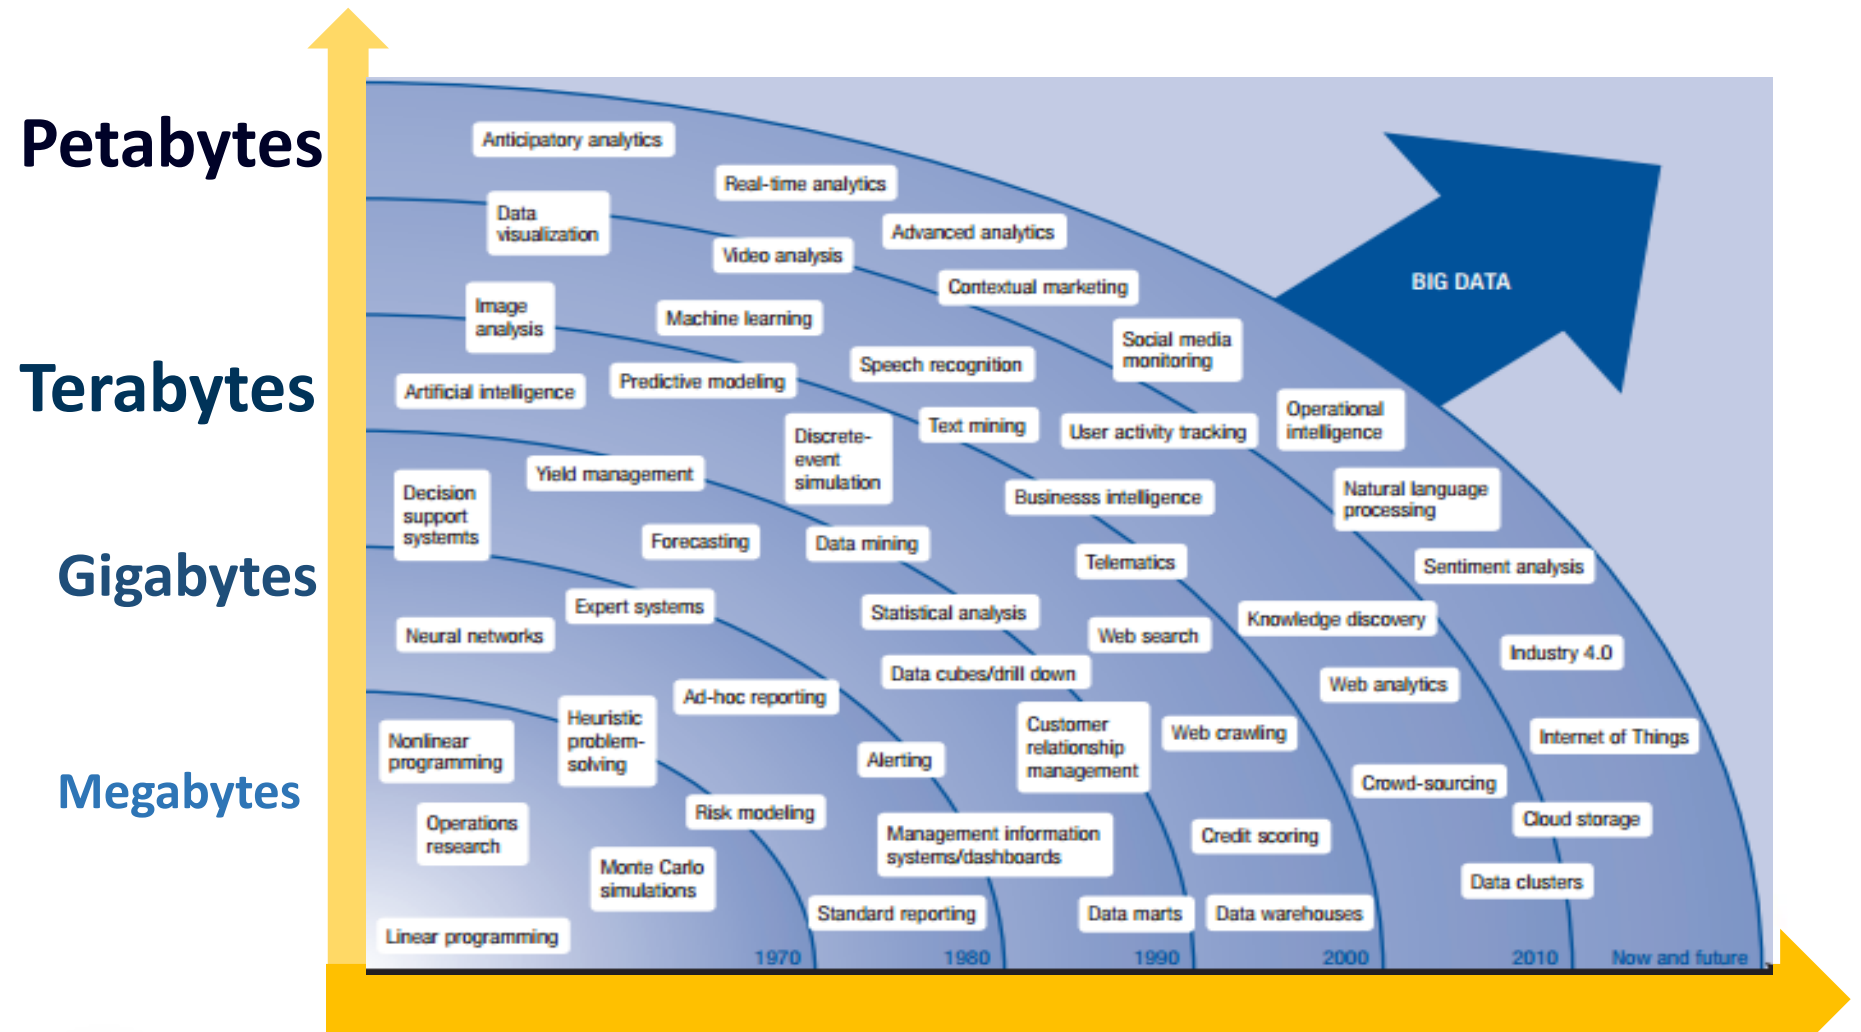 Petabytes
Terabytes
Gigabytes
Megabytes
Anticipatory analytics
Real-time analytics
Data
visualization
Advanced analytics
Video analysis
Contextual marketing
BIG DATA
Image
analysis
Machine learning
Social media
monitoring
Speech recognition
Predictive modeling
Artificial intelligence
Operational
intelligence
Text mining
User activity tracking
Discrete-
event
simulation
Yield management
Decision
support
systemts
Businesss intelligence
Natural language
processing
Forecasting
Data mining
Telematics
Sentiment analysis
Expert systems
Statistical analysis
Knowledge discovery
Neural networks
Web search
Industry 4.0
Data cubes/drill down
Web analytics
Ad-hoc reporting
Heuristic
problem-
solving
Customer
relationship
management
Web crawling
Internet of Things
Nonlinear
programming
Alerting
Crowd-sourcing
Risk modeling
Cloud storage
Operations
research
Management information
systems/dashboards
Credit scoring
Monte Carlo
simulations
Data clusters
Standard reporting
Data marts
Data warehouses
Linear programming
1970
1980
1990
2000
2010
Now and future